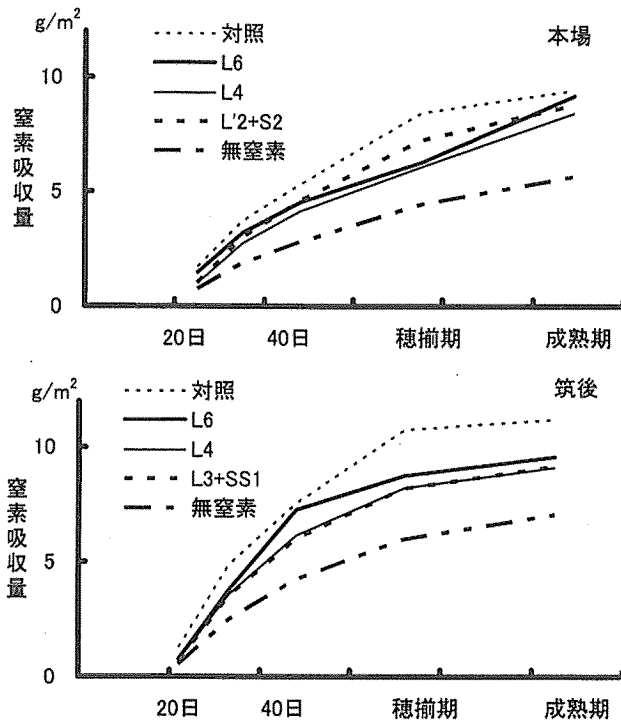 g/m²
対照
本場
L6
10
L4
L'2+S2
無窒素
窒素吸収量
5
0
20日
40日
穂揃期
成熟期
g/m²
対照
筑後
L6
10
L4
L3+SS1
無窒素
窒素吸収量
5
0
20日
40日
穂揃期
成熟期